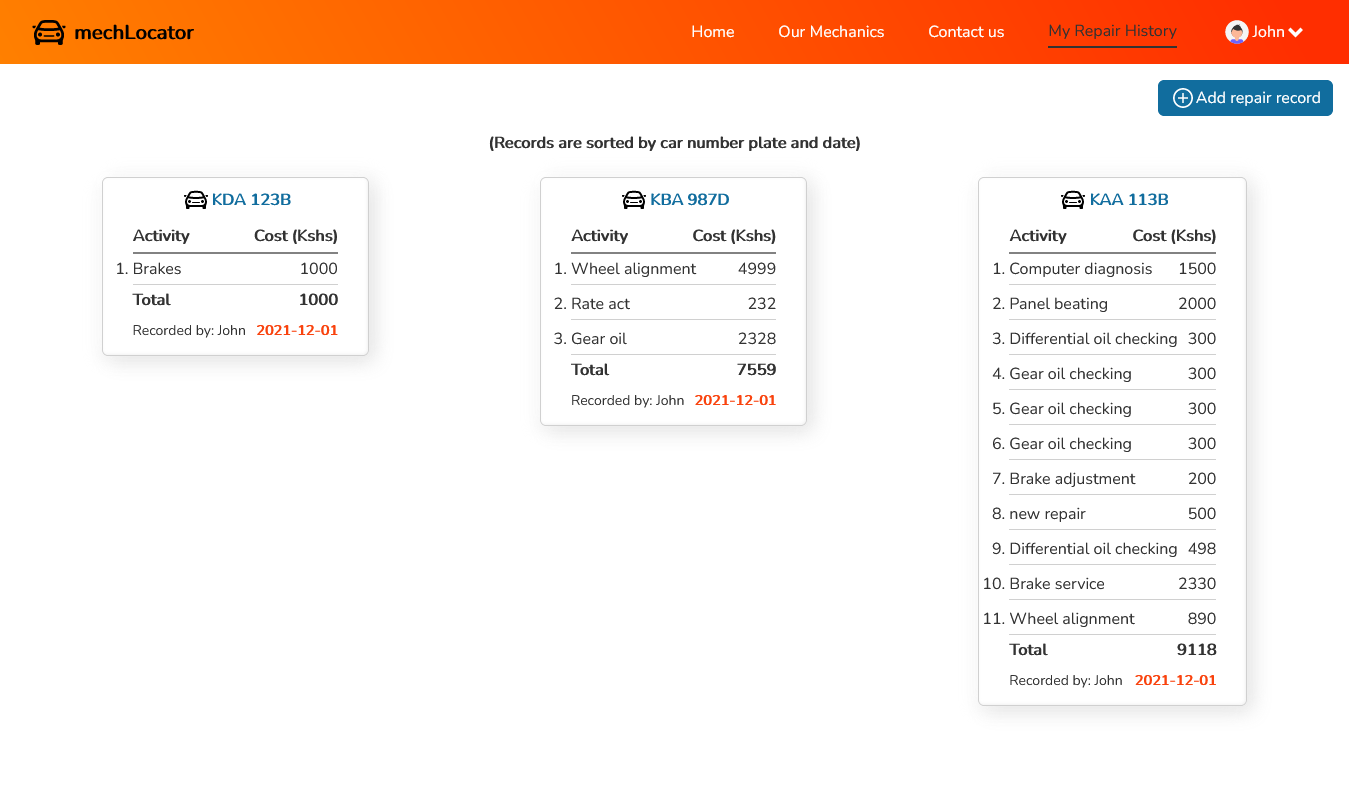 mechLocator
Home Our Mechanics Contact us My Repair History John
Add repair record
(Records are sorted by car number plate and date)
KDA 123B
Activity Cost (Kshs)
1. Brakes 1000
Total 1000
Recorded by: John 2021-12-01
KBA 987D
Activity Cost (Kshs)
1. Wheel alignment 4999
2. Rate act 232
3. Gear oil 2328
Total 7559
Recorded by: John 2021-12-01
KAA 113B
Activity Cost (Kshs)
1. Computer diagnosis 1500
2. Panel beating 2000
3. Differential oil checking 300
4. Gear oil checking 300
5. Gear oil checking 300
6. Gear oil checking 300
7. Brake adjustment 200
8. new repair 500
9. Differential oil checking 498
10. Brake service 2330
11. Wheel alignment 890
Total 9118
Recorded by: John 2021-12-01